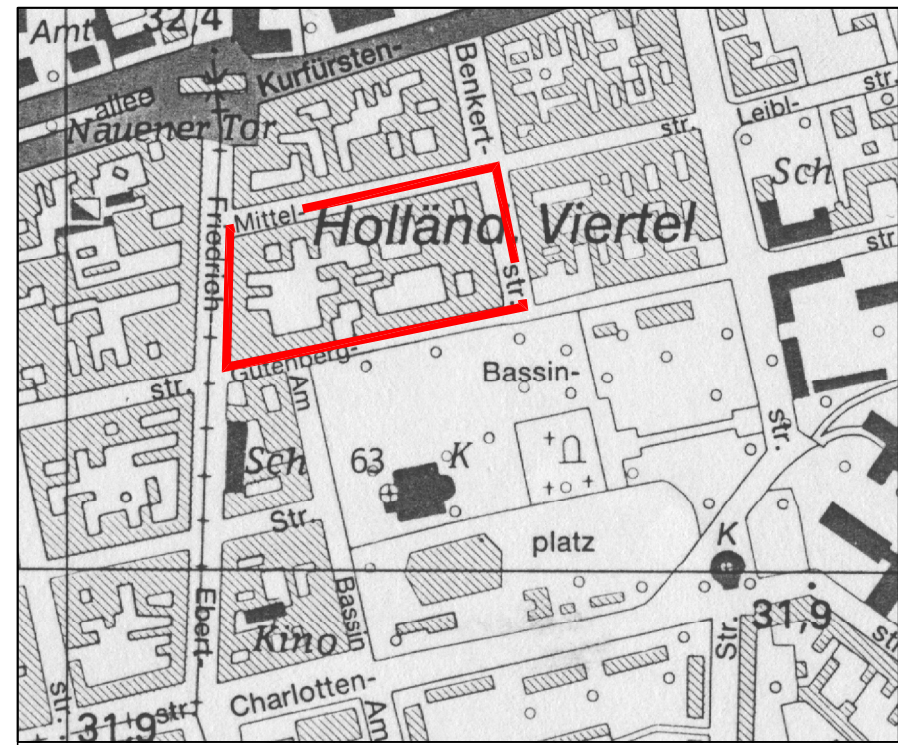 Amt
32,4
Kurfürsten-
allee
Nauener Tor
Benkert-
str.
Leibl-
str.
Sch
Mittel-
Holländ. Viertel
Friedrich-
str.
str.
Gutenberg-
str.
Am
Bassin-
str.
Sch
63
K
Str.
platz
K
Bassin
Ebert-
31,9
Kino
Str.
str.
Charlotten-
Am
str.
str.
31,9